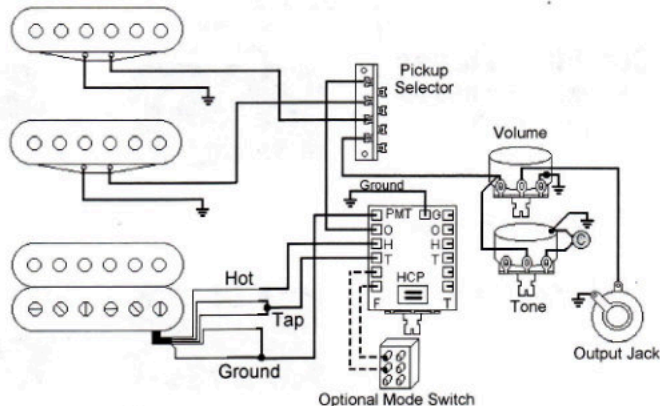 Pickup
Selector
Volume
Ground
PMT G
O O
H H
T T
HCP
F T
Hot
Tap
Ground
C
Tone
Output Jack
Optional Mode Switch